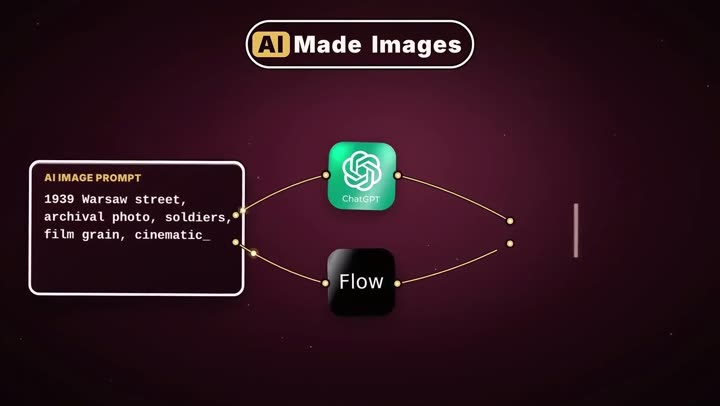 AI Made Images
AI IMAGE PROMPT
1939 Warsaw street,
archival photo, soldiers,
film grain, cinematic_
ChatGPT
Flow